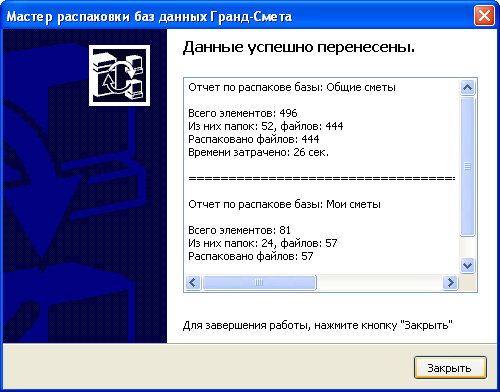 Мастер распаковки баз данных Гранд-Смета
Данные успешно перенесены.
Отчет по распакове базы: Общие сметы
Всего элементов: 496
Из них папок: 52, файлов: 444
Распаковано файлов: 444
Времени затрачено: 26 сек.
==================================
Отчет по распакове базы: Мои сметы
Всего элементов: 81
Из них папок: 24, файлов: 57
Распаковано файлов: 57
Для завершения работы, нажмите кнопку "Закрыть"
Закрыть